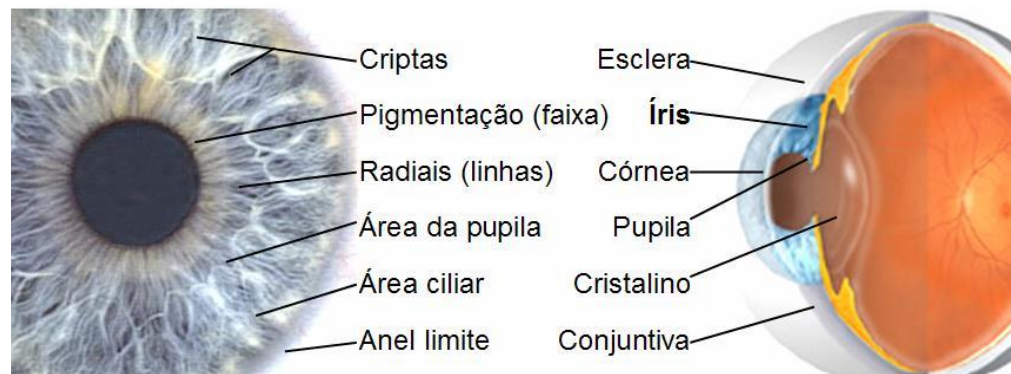 Criptas
Pigmentação (faixa)
Radiais (linhas)
Área da pupila
Área ciliar
Anel limite
Esclera
Íris
Córnea
Pupila
Cristalino
Conjuntiva